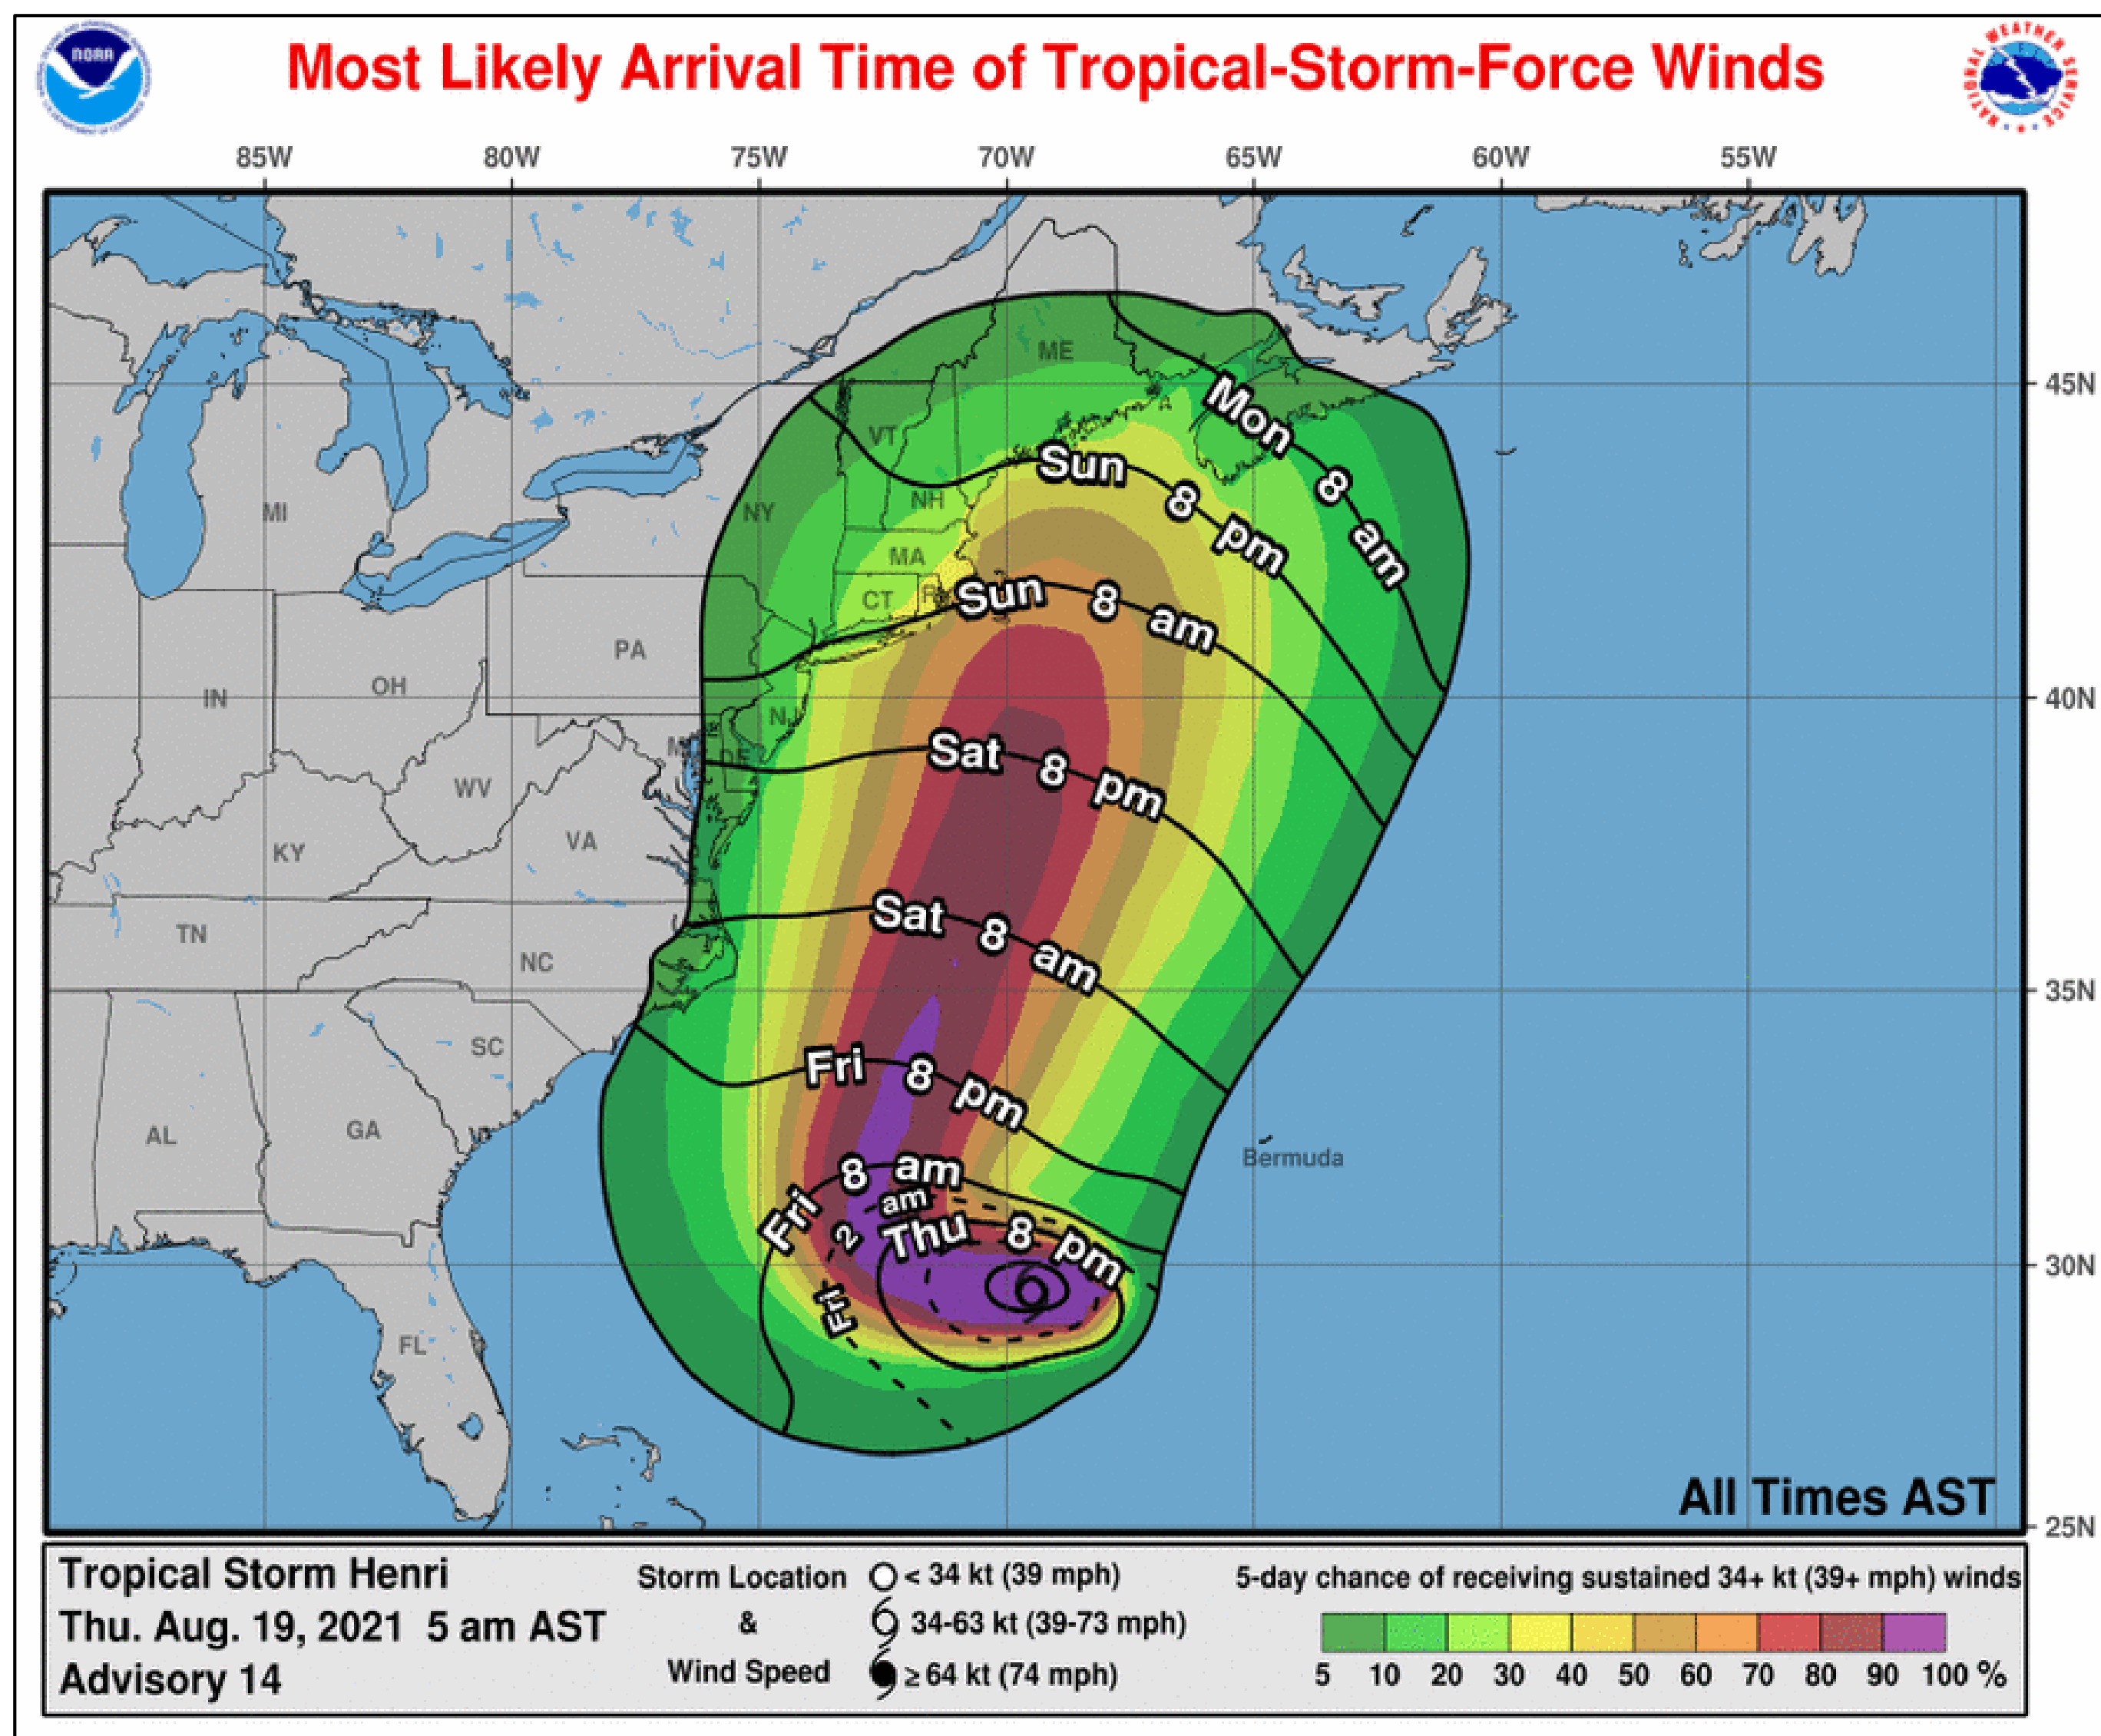 NOAA
Most Likely Arrival Time of Tropical-Storm-Force Winds
NATIONAL WEATHER SERVICE
85W 80W 75W 70W 65W 60W 55W
ME
45N
Mon 8 am
VT
Sun 8 pm
NH
MI
NY
MA
CT
Sun 8 am
PA
OH
IN
40N
NJ
DE
Sat 8 pm
WV
VA
KY
Sat 8 am
TN
NC
35N
SC
Fri 8 pm
AL
GA
Bermuda
Fri 8 am
Fri 2 am
Thu 8 pm
30N
FL
All Times AST
25N
Tropical Storm Henri
Thu. Aug. 19, 2021 5 am AST
Advisory 14
Storm Location
&
Wind Speed
< 34 kt (39 mph)
34-63 kt (39-73 mph)
≥ 64 kt (74 mph)
5-day chance of receiving sustained 34+ kt (39+ mph) winds
5 10 20 30 40 50 60 70 80 90 100 %